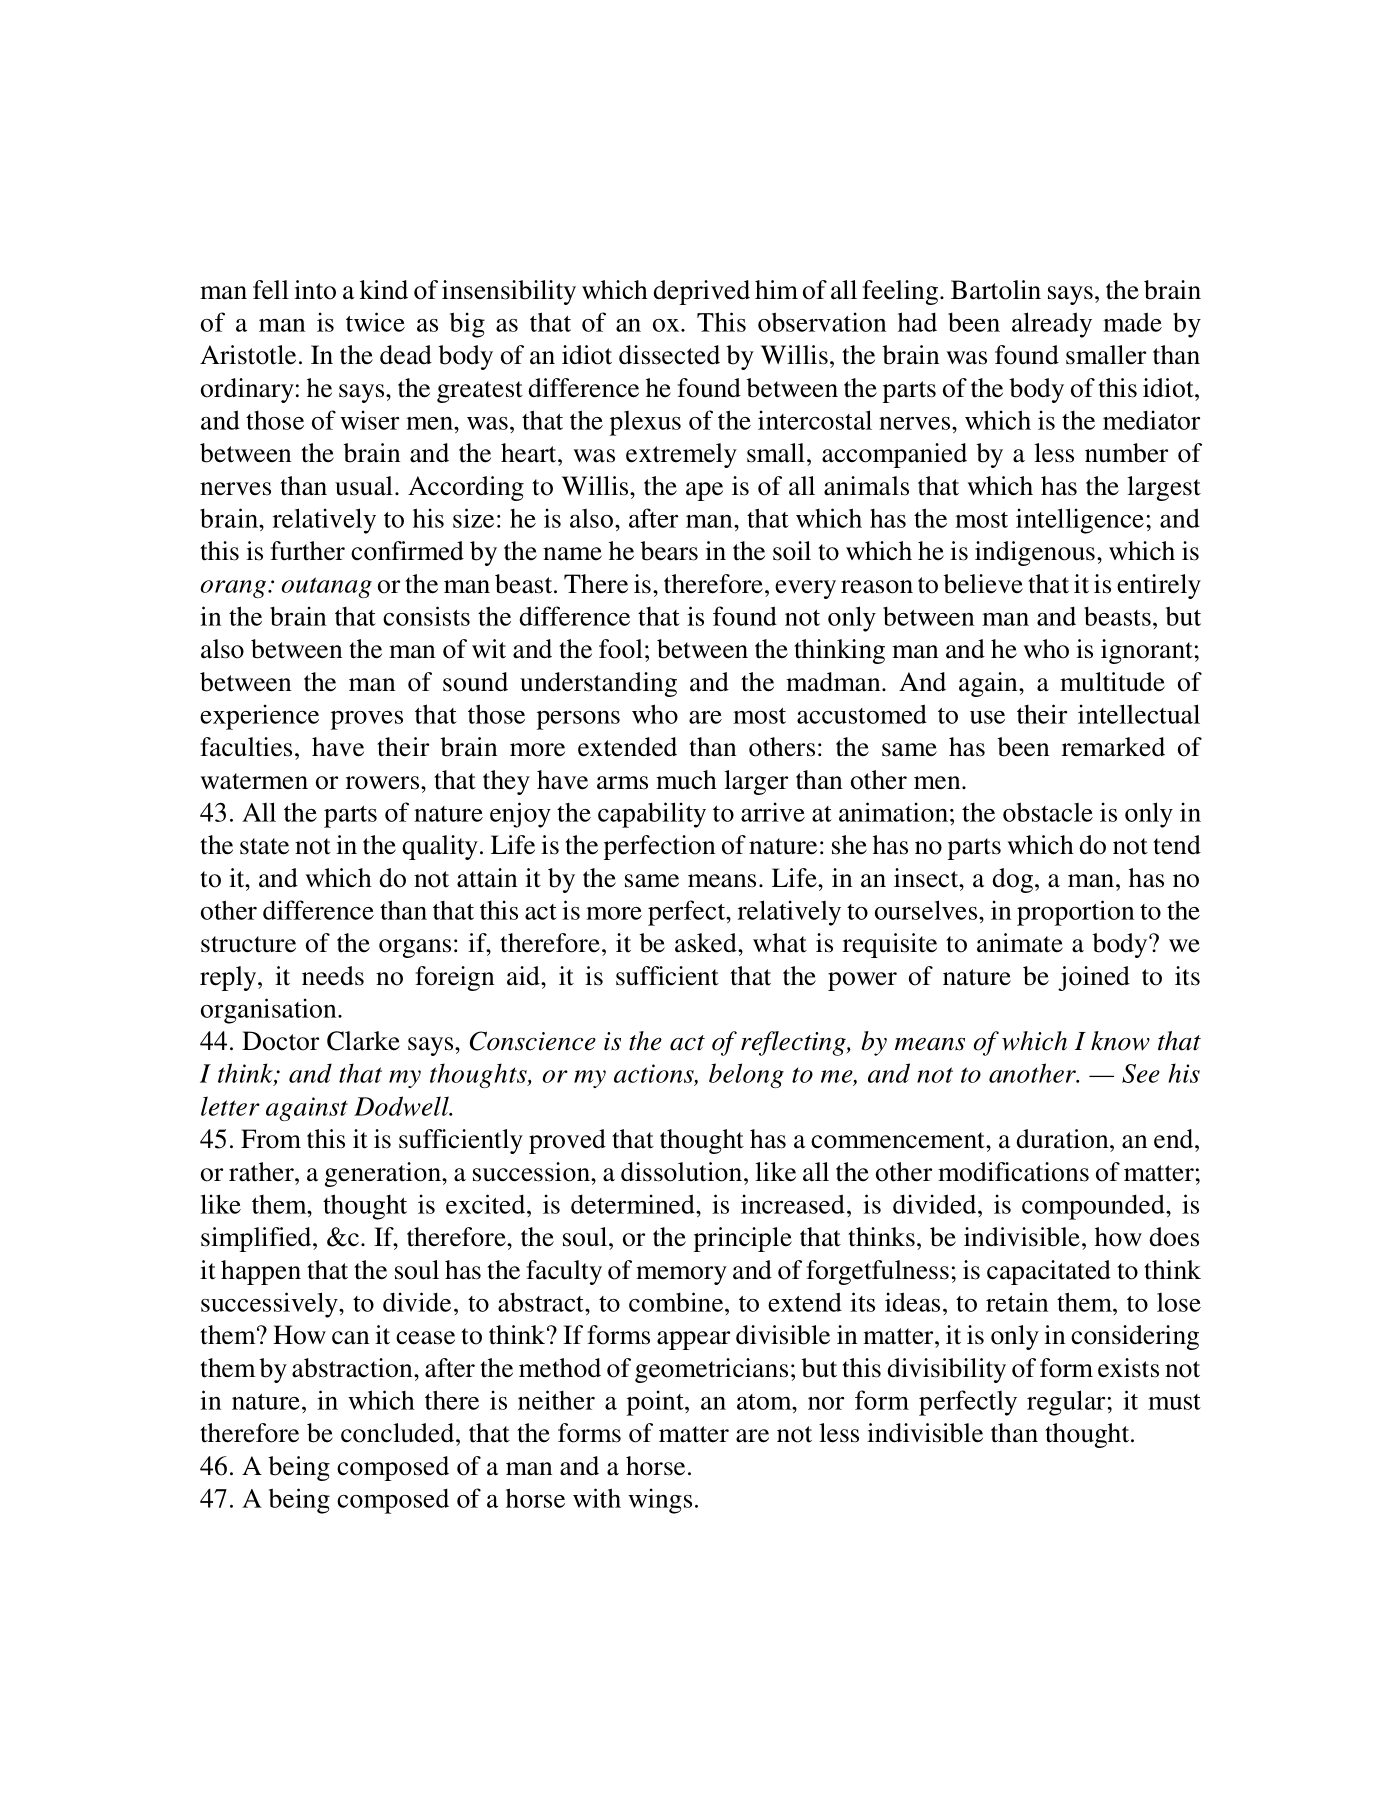 man fell into a kind of insensibility which deprived him of all feeling. Bartolin says, the brain
of a man is twice as big as that of an ox. This observation had been already made by
Aristotle. In the dead body of an idiot dissected by Willis, the brain was found smaller than
ordinary: he says, the greatest difference he found between the parts of the body of this idiot,
and those of wiser men, was, that the plexus of the intercostal nerves, which is the mediator
between the brain and the heart, was extremely small, accompanied by a less number of
nerves than usual. According to Willis, the ape is of all animals that which has the largest
brain, relatively to his size: he is also, after man, that which has the most intelligence; and
this is further confirmed by the name he bears in the soil to which he is indigenous, which is
orang: outanag or the man beast. There is, therefore, every reason to believe that it is entirely
in the brain that consists the difference that is found not only between man and beasts, but
also between the man of wit and the fool; between the thinking man and he who is ignorant;
between the man of sound understanding and the madman. And again, a multitude of
experience proves that those persons who are most accustomed to use their intellectual
faculties, have their brain more extended than others: the same has been remarked of
watermen or rowers, that they have arms much larger than other men.
43. All the parts of nature enjoy the capability to arrive at animation; the obstacle is only in
the state not in the quality. Life is the perfection of nature: she has no parts which do not tend
to it, and which do not attain it by the same means. Life, in an insect, a dog, a man, has no
other difference than that this act is more perfect, relatively to ourselves, in proportion to the
structure of the organs: if, therefore, it be asked, what is requisite to animate a body? we
reply, it needs no foreign aid, it is sufficient that the power of nature be joined to its
organisation.
44. Doctor Clarke says, Conscience is the act of reflecting, by means of which I know that
I think; and that my thoughts, or my actions, belong to me, and not to another. — See his
letter against Dodwell.
45. From this it is sufficiently proved that thought has a commencement, a duration, an end,
or rather, a generation, a succession, a dissolution, like all the other modifications of matter;
like them, thought is excited, is determined, is increased, is divided, is compounded, is
simplified, &c. If, therefore, the soul, or the principle that thinks, be indivisible, how does
it happen that the soul has the faculty of memory and of forgetfulness; is capacitated to think
successively, to divide, to abstract, to combine, to extend its ideas, to retain them, to lose
them? How can it cease to think? If forms appear divisible in matter, it is only in considering
them by abstraction, after the method of geometricians; but this divisibility of form exists not
in nature, in which there is neither a point, an atom, nor form perfectly regular; it must
therefore be concluded, that the forms of matter are not less indivisible than thought.
46. A being composed of a man and a horse.
47. A being composed of a horse with wings.